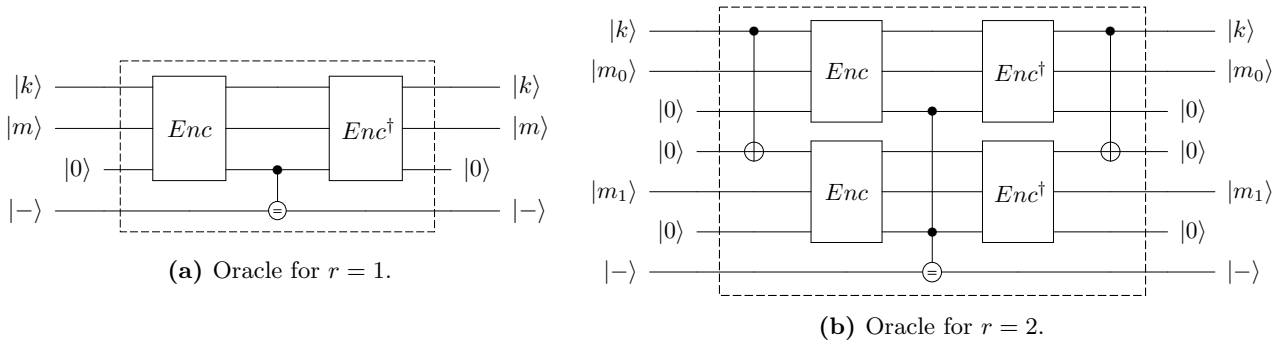 |k⟩ Enc Enc† |k⟩
|m⟩ |m⟩
|0⟩ |0⟩
|−⟩ = |−⟩
(a) Oracle for r = 1.
|k⟩ |k⟩
|m₀⟩ Enc Enc† |m₀⟩
|0⟩ |0⟩
|0⟩ |0⟩
|m₁⟩ Enc Enc† |m₁⟩
|0⟩ |0⟩
|−⟩ = |−⟩
(b) Oracle for r = 2.